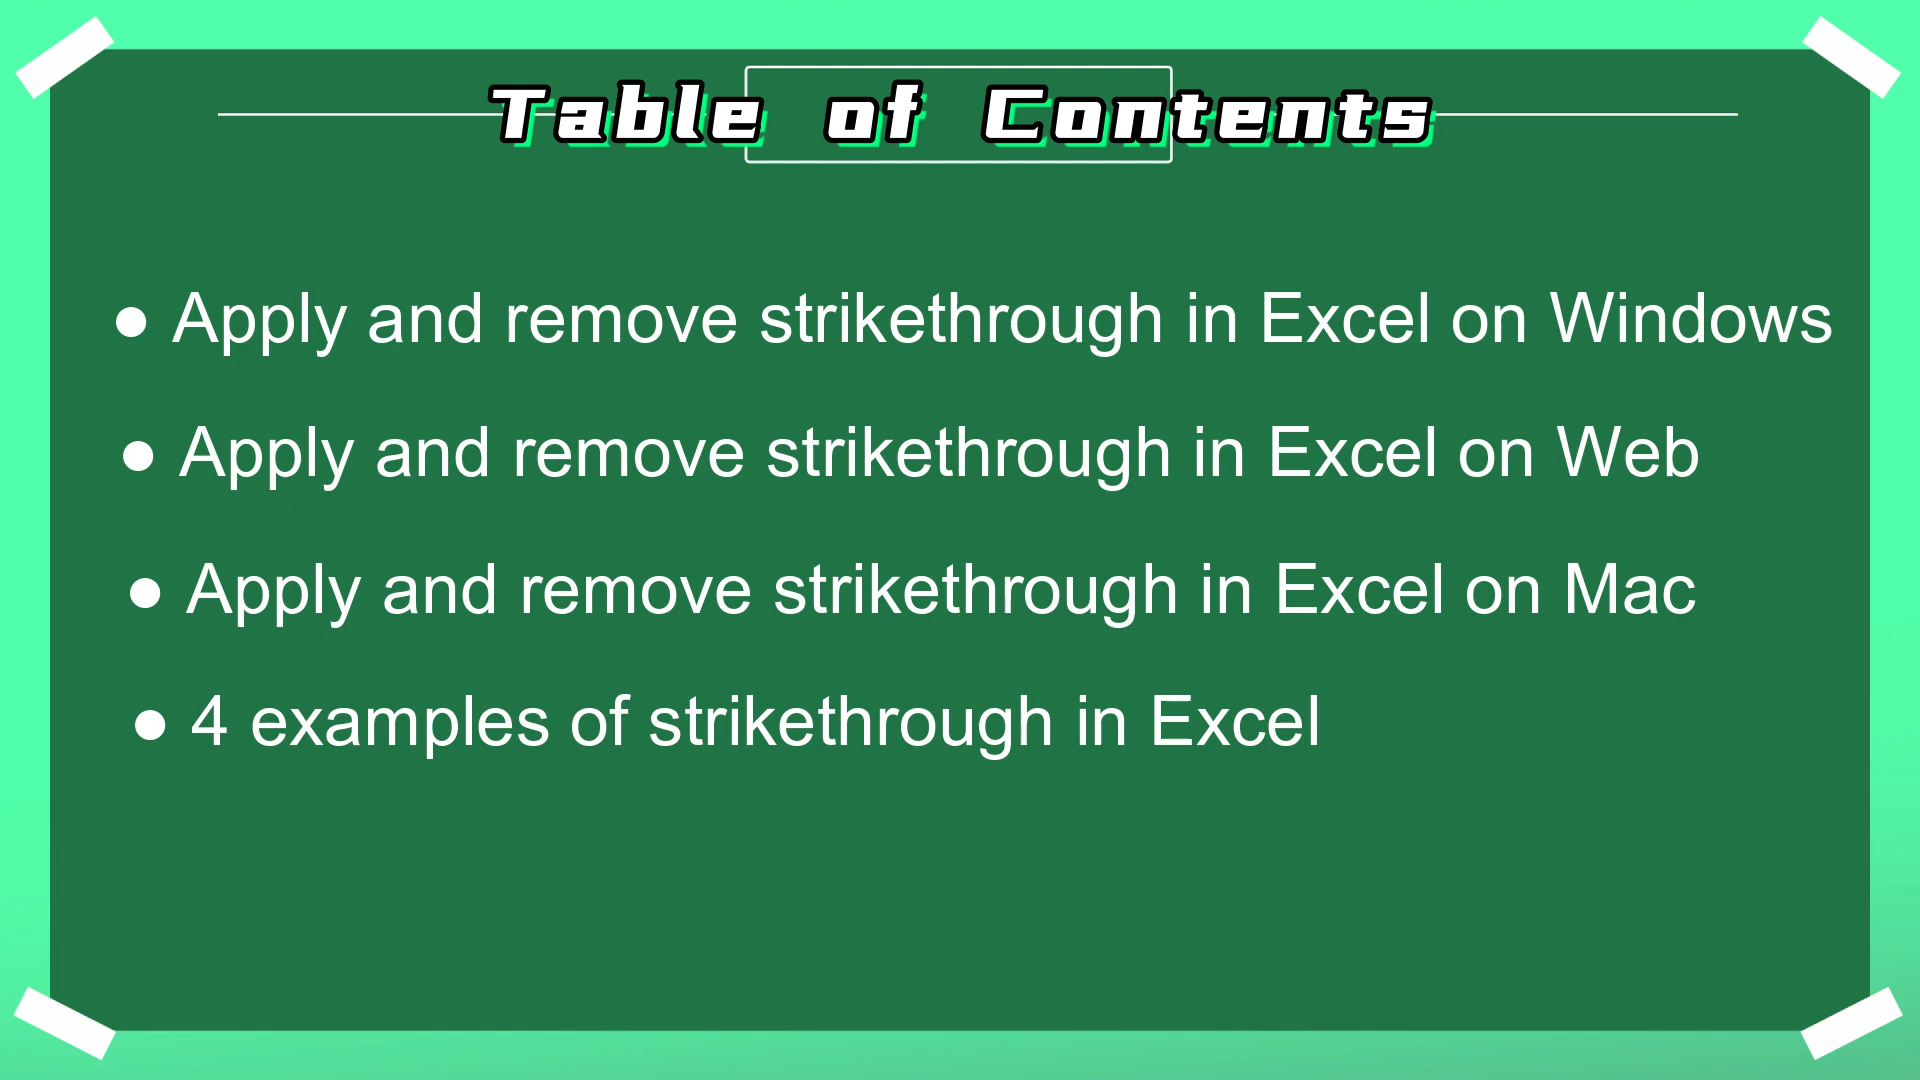 Table of Contents
● Apply and remove strikethrough in Excel on Windows
● Apply and remove strikethrough in Excel on Web
● Apply and remove strikethrough in Excel on Mac
● 4 examples of strikethrough in Excel